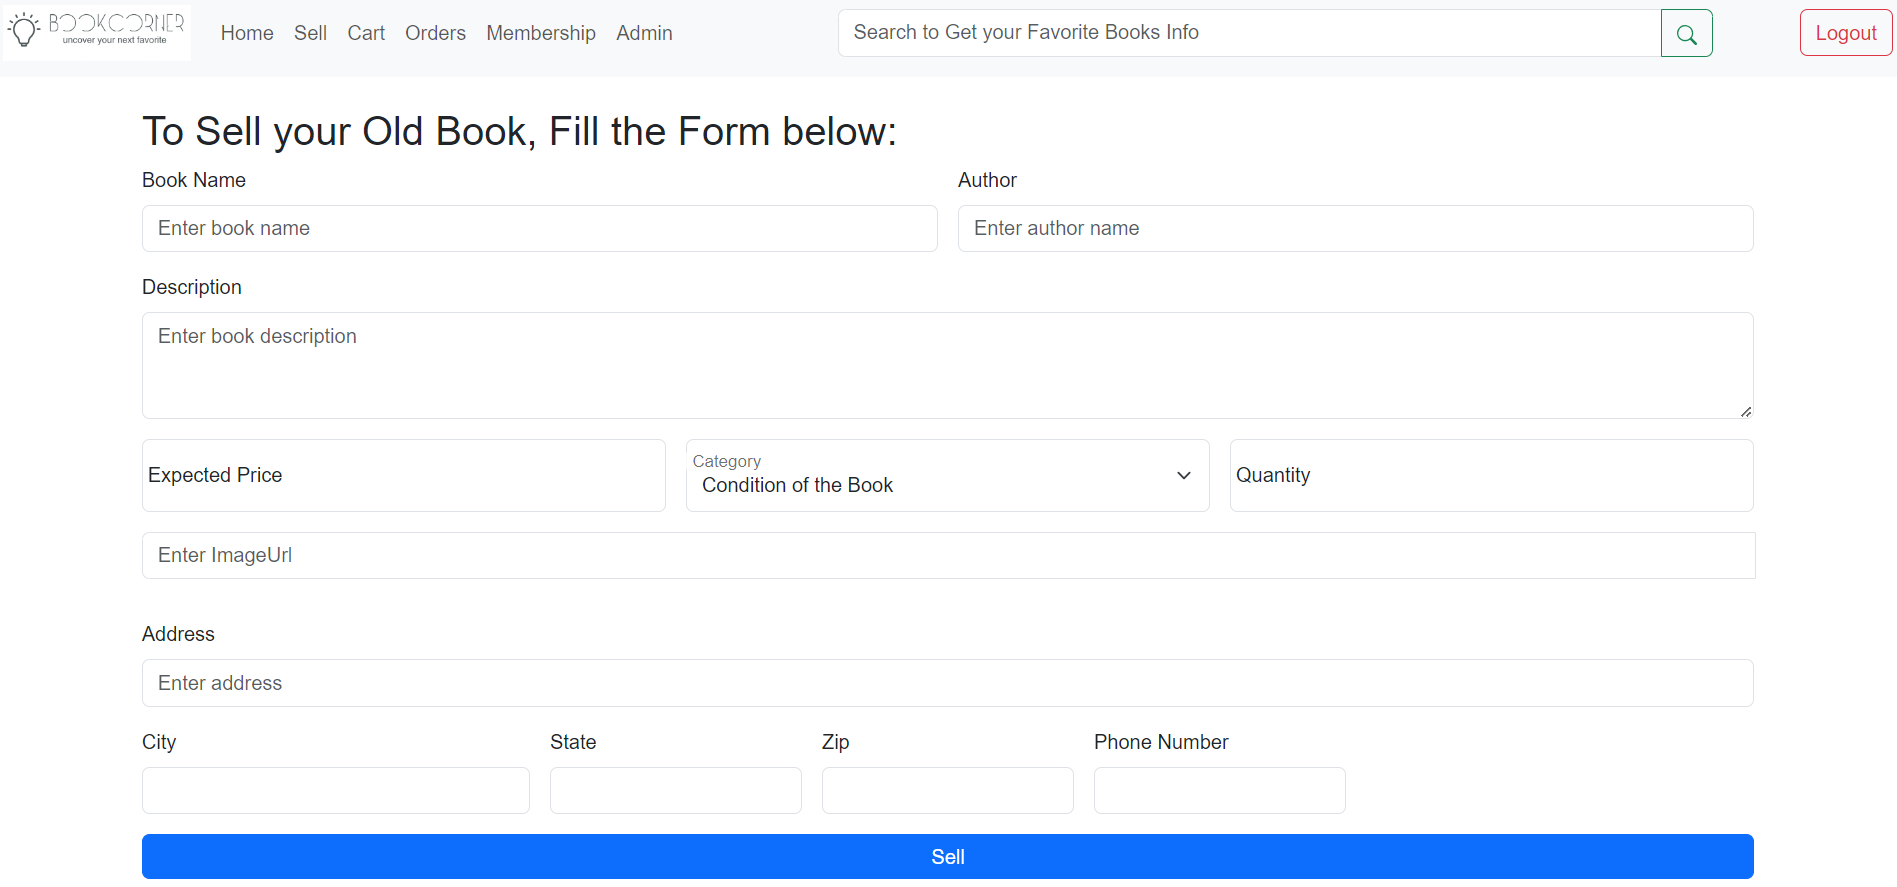 BOOKCORNER
uncover your next favorite
Home Sell Cart Orders Membership Admin
Search to Get your Favorite Books Info
Logout
To Sell your Old Book, Fill the Form below:
Book Name Author
Enter book name Enter author name
Description
Enter book description
Expected Price
Category
Condition of the Book
Quantity
Enter ImageUrl
Address
Enter address
City State Zip Phone Number
Sell